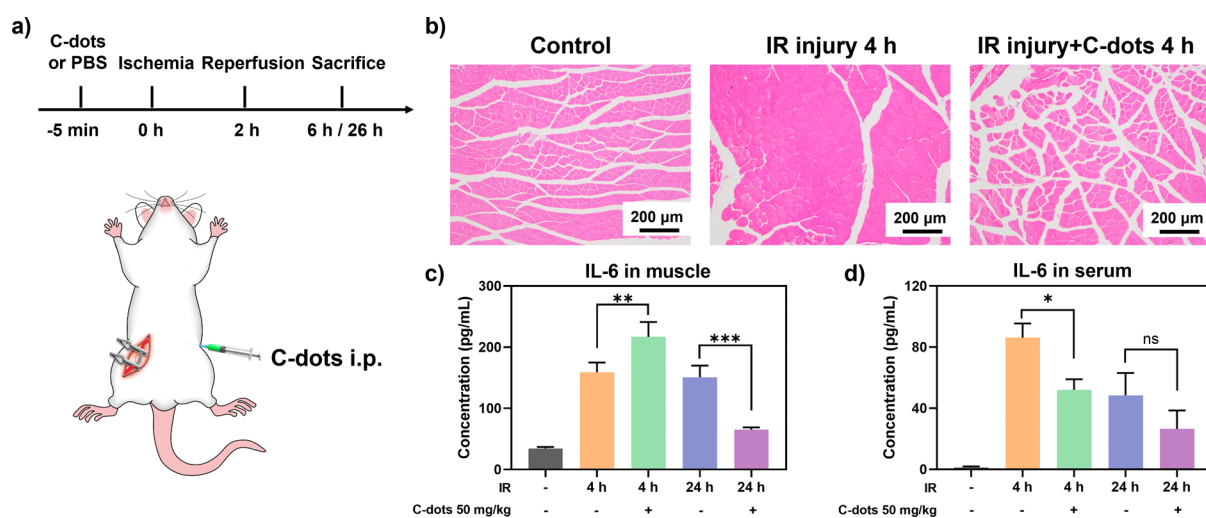 a)
C-dots
or PBS Ischemia Reperfusion Sacrifice
-5 min 0 h 2 h 6 h / 26 h
C-dots i.p.
b)
Control IR injury 4 h IR injury+C-dots 4 h
200 μm 200 μm 200 μm
c) IL-6 in muscle
Concentration (pg/mL)
300
200
100
0
** ***
IR - 4 h 4 h 24 h 24 h
C-dots 50 mg/kg - - + - +
d) IL-6 in serum
Concentration (pg/mL)
120
80
40
0
* ns
IR - 4 h 4 h 24 h 24 h
C-dots 50 mg/kg - - + - +